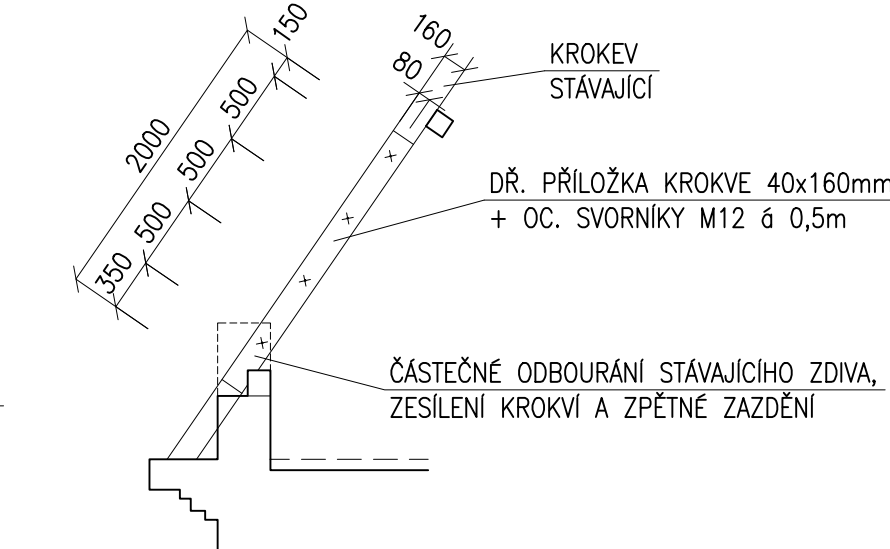 150
160
80
KROKEV
STÁVAJÍCÍ
2000
500
500
500
350
DŘ. PŘÍLOŽKA KROKVE 40x160mm
+ OC. SVORNÍKY M12 á 0,5m
ČÁSTEČNÉ ODBOURÁNÍ STÁVAJÍCÍHO ZDIVA,
ZESÍLENÍ KROKVÍ A ZPĚTNÉ ZAZDĚNÍ